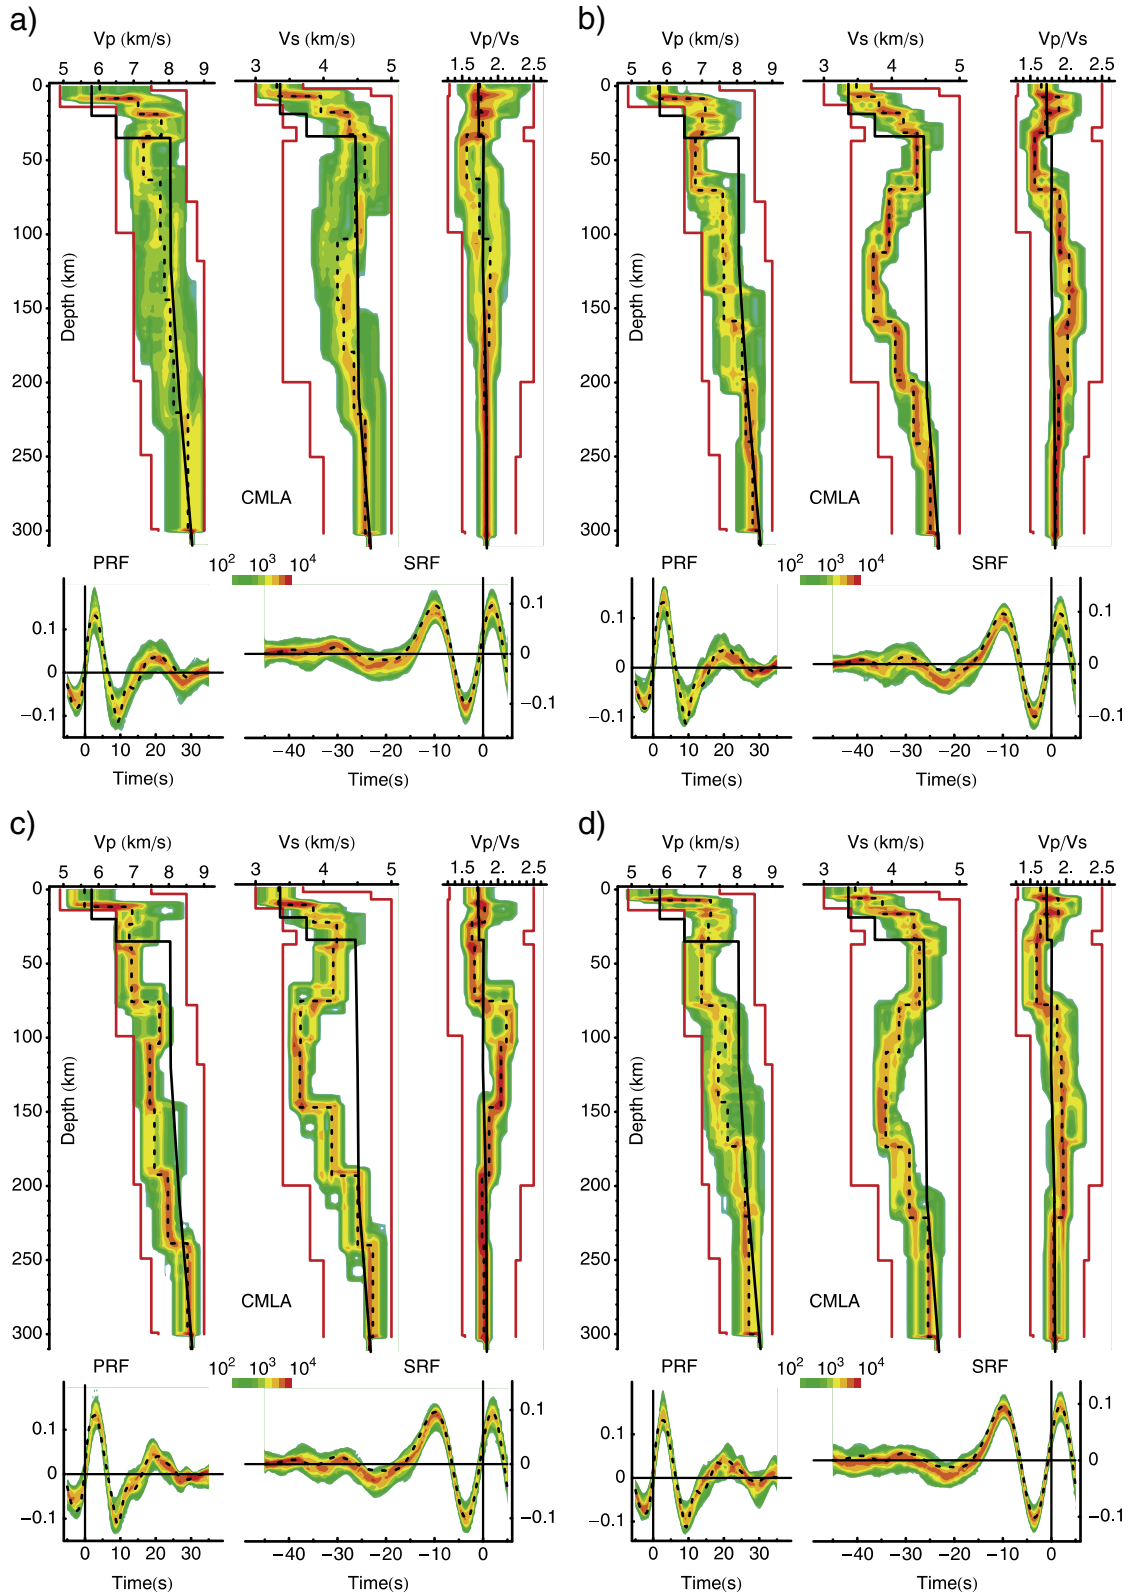 a)
Vp (km/s) Vs (km/s) Vp/Vs
5 6 7 8 9 3 4 5 1.5 2. 2.5
0
50
100
150
200
250
300
Depth (km)
CMLA
PRF 10² 10³ 10⁴ SRF
0.1
0
−0.1
0.1
0
−0.1
0 10 20 30 −40 −30 −20 −10 0
Time(s) Time(s)
b)
Vp (km/s) Vs (km/s) Vp/Vs
5 6 7 8 9 3 4 5 1.5 2. 2.5
0
50
100
150
200
250
300
Depth (km)
CMLA
PRF 10² 10³ 10⁴ SRF
0.1
0
−0.1
0.1
0
−0.1
0 10 20 30 −40 −30 −20 −10 0
Time(s) Time(s)
c)
Vp (km/s) Vs (km/s) Vp/Vs
5 6 7 8 9 3 4 5 1.5 2. 2.5
0
50
100
150
200
250
300
Depth (km)
CMLA
PRF 10² 10³ 10⁴ SRF
0.1
0
−0.1
0.1
0
−0.1
0 10 20 30 −40 −30 −20 −10 0
Time(s) Time(s)
d)
Vp (km/s) Vs (km/s) Vp/Vs
5 6 7 8 9 3 4 5 1.5 2. 2.5
0
50
100
150
200
250
300
Depth (km)
CMLA
PRF 10² 10³ 10⁴ SRF
0.1
0
−0.1
0.1
0
−0.1
0 10 20 30 −40 −30 −20 −10 0
Time(s) Time(s)